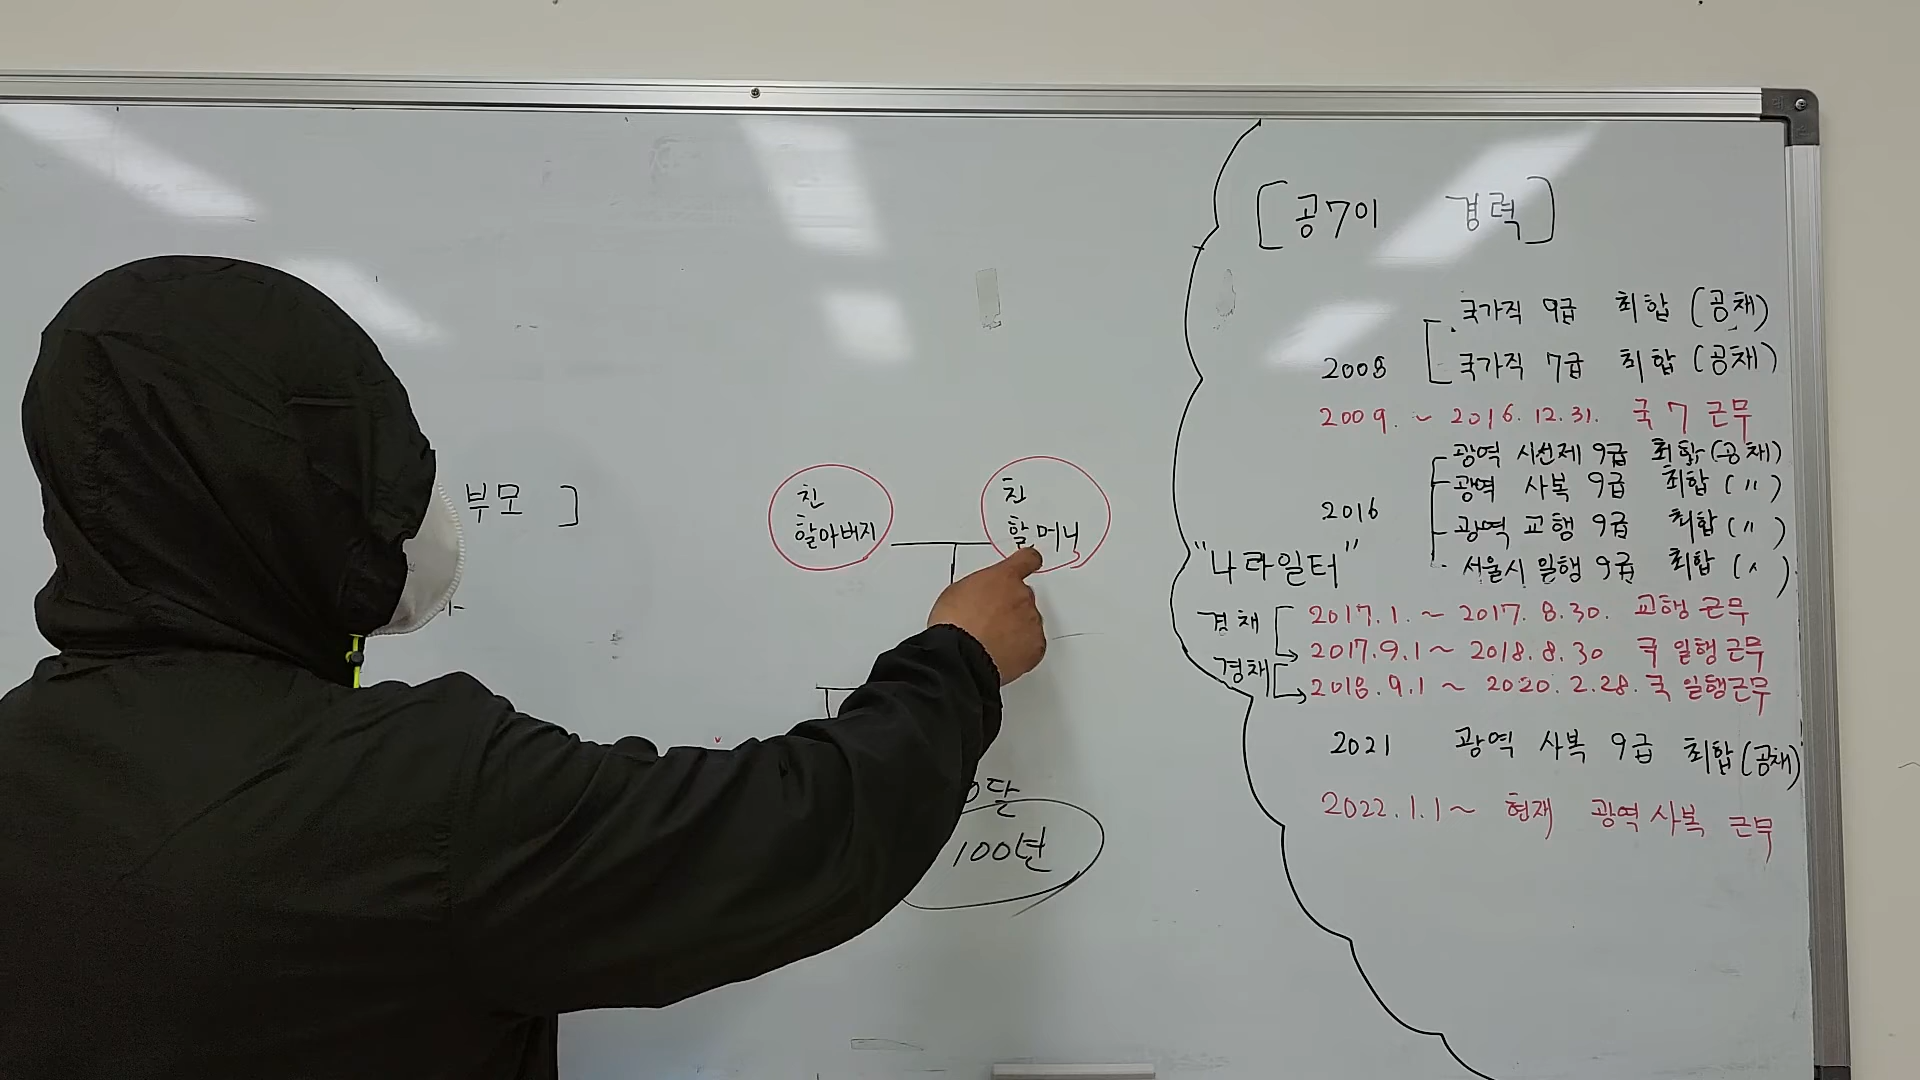 부모 ]
친
할아버지
친
할머니
달
100년
[ 공7이 경력 ]
2008
국가직 9급 최합 (공채)
국가직 7급 최합 (공채)
2009. ~ 2016. 12. 31. 국 7 근무
2016
광역 시선제 9급 최합 (공채)
광역 사복 9급 최합 ( 〃 )
광역 교행 9급 최합 ( 〃 )
서울시 일행 9급 최합 ( 〃 )
"나라일터"
경채
2017. 1. ~ 2017. 8. 30. 교행 근무
2017. 9. 1 ~ 2018. 8. 30 국 일행 근무
경채
2018. 9. 1 ~ 2020. 2. 28. 국 일행 근무
2021 광역 사복 9급 최합 (공채)
2022. 1. 1 ~ 현재 광역 사복 근무